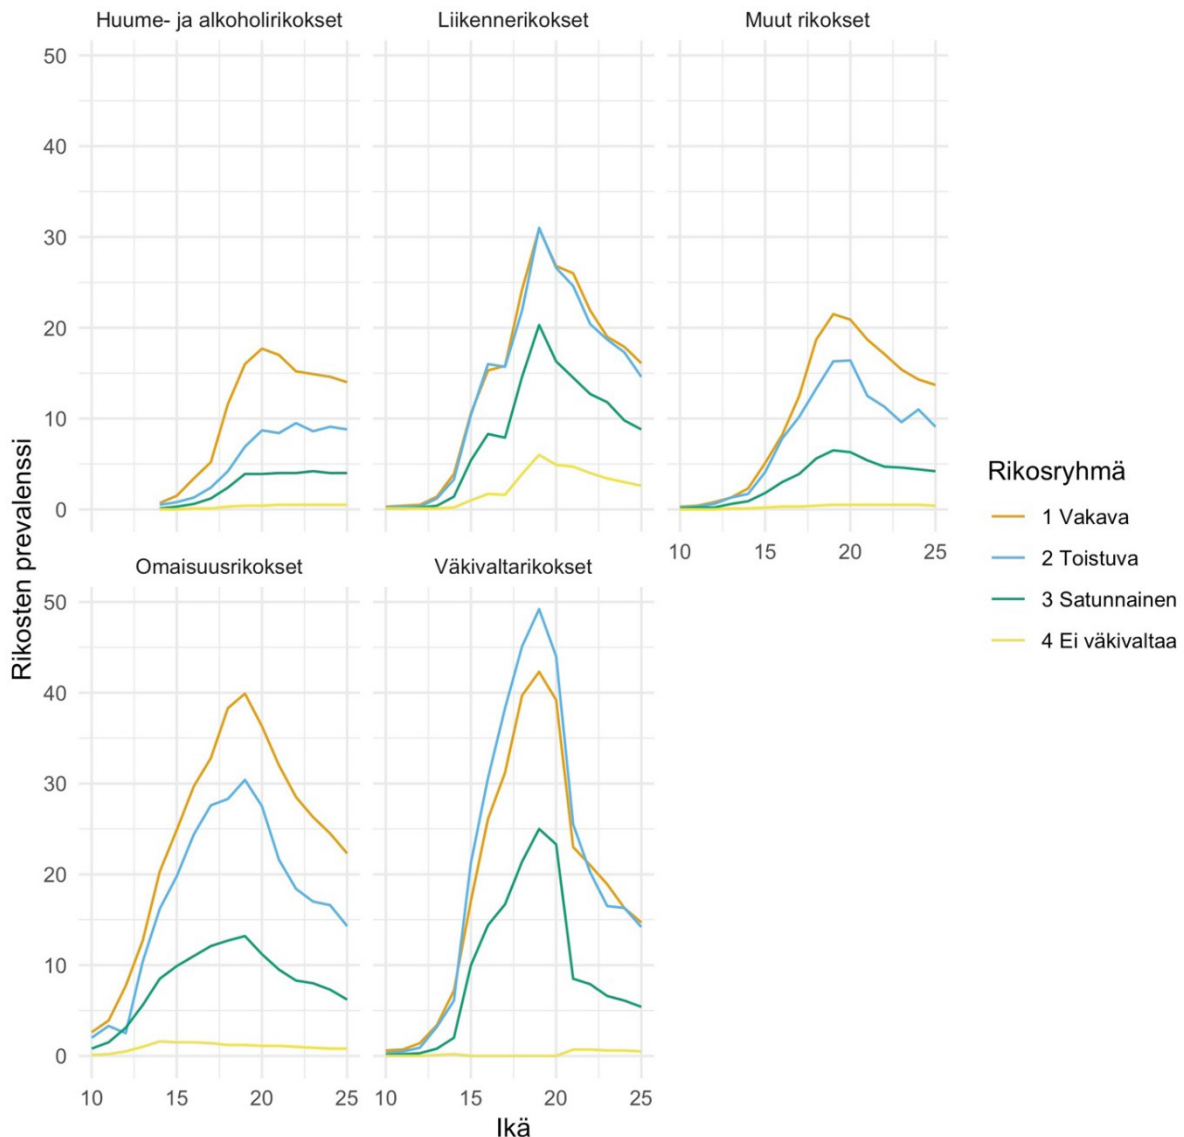 Huume- ja alkoholirikokset
Liikennerikokset
Muut rikokset
50
40
30
20
10
0
10
15
20
25
Rikosten prevalenssi
Rikosryhmä
1 Vakava
2 Toistuva
3 Satunnainen
4 Ei väkivaltaa
Omaisuusrikokset
Väkivaltarikokset
50
40
30
20
10
0
10
15
20
25
10
15
20
25
Ikä